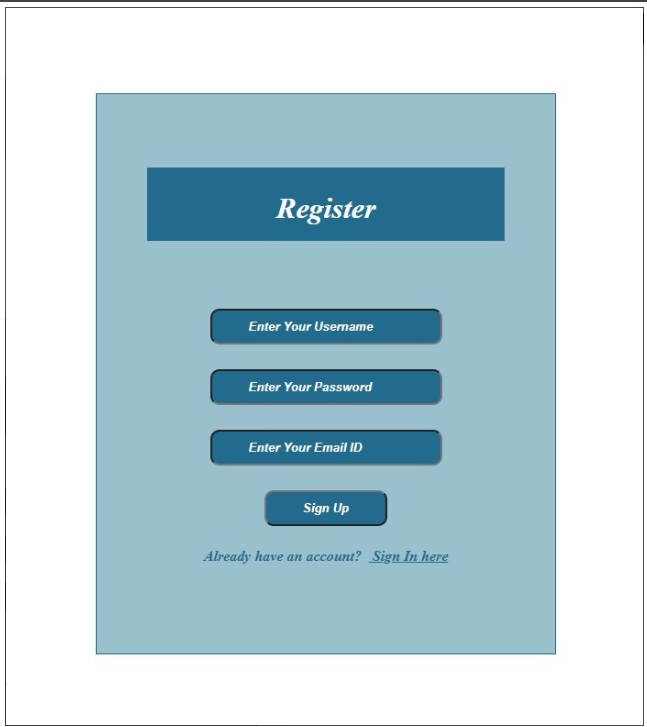 Register
Enter Your Username
Enter Your Password
Enter Your Email ID
Sign Up
Already have an account? Sign In here